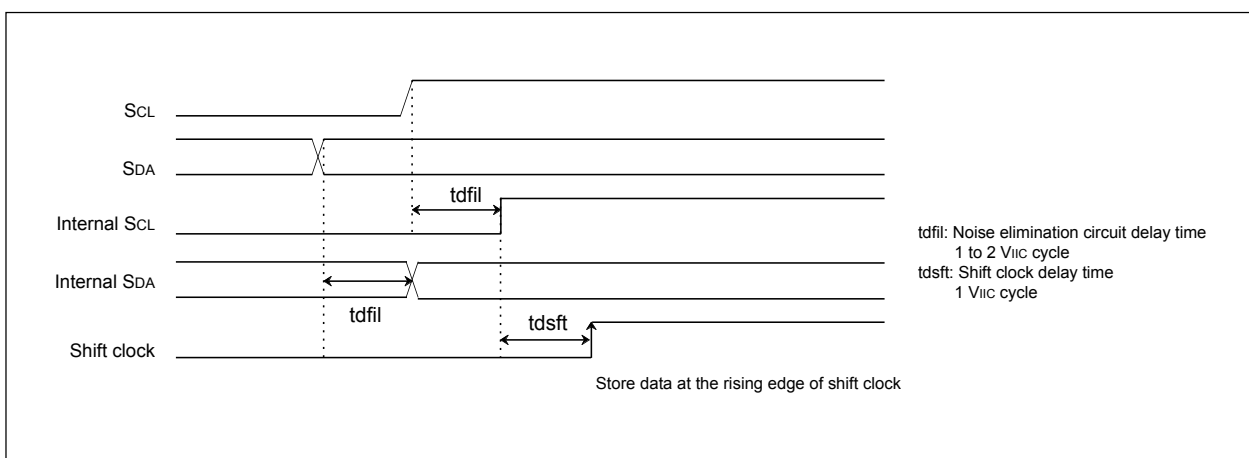 SCL
SDA
tdfil
Internal SCL
tdfil: Noise elimination circuit delay time
1 to 2 VIIC cycle
tdsft: Shift clock delay time
1 VIIC cycle
Internal SDA
tdfil
tdsft
Shift clock
Store data at the rising edge of shift clock